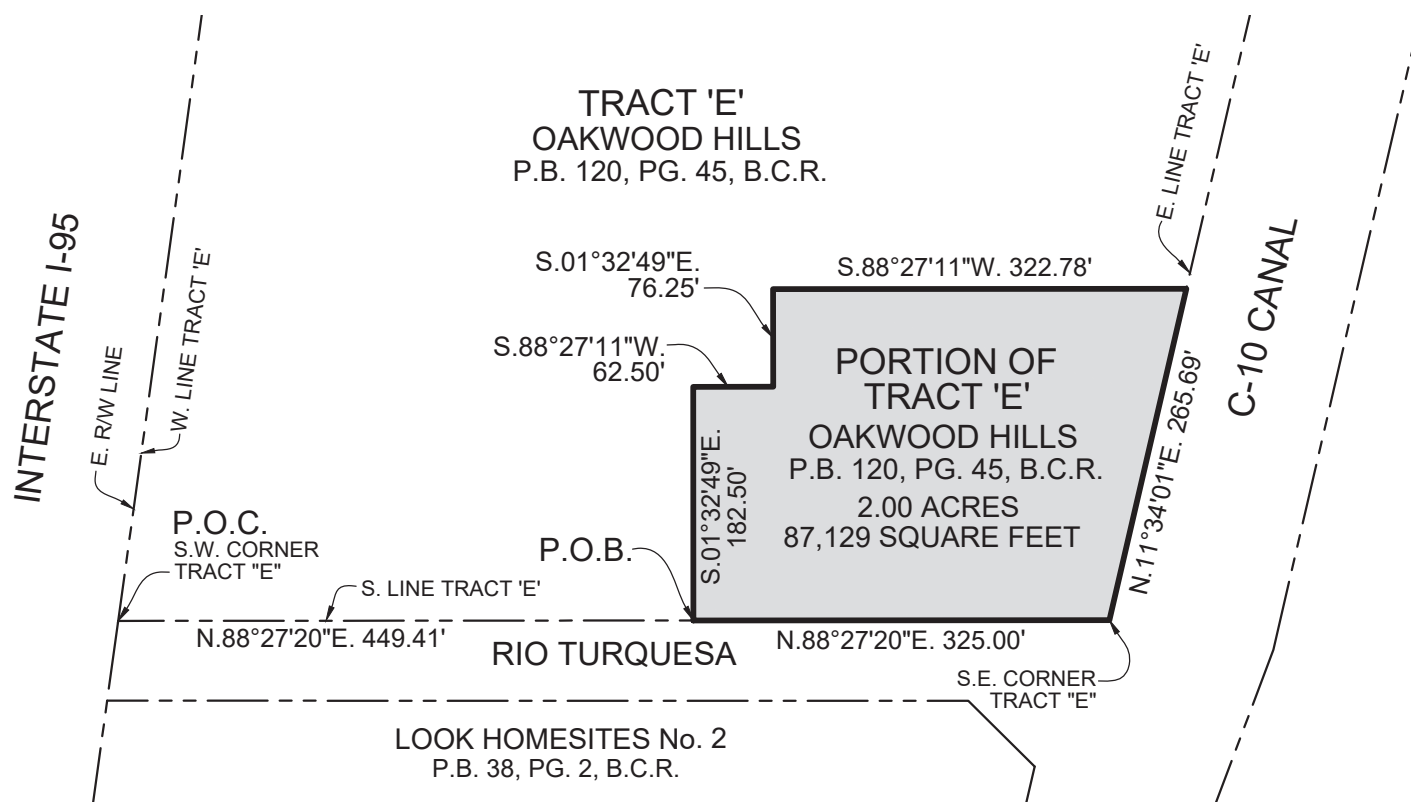 TRACT 'E'
OAKWOOD HILLS
P.B. 120, PG. 45, B.C.R.
E. LINE TRACT 'E'
INTERSTATE I-95
E. R/W LINE
W. LINE TRACT 'E'
S.01°32'49"E.
76.25'
S.88°27'11"W. 322.78'
C-10 CANAL
S.88°27'11"W.
62.50'
PORTION OF
TRACT 'E'
OAKWOOD HILLS
P.B. 120, PG. 45, B.C.R.
2.00 ACRES
87,129 SQUARE FEET
N.11°34'01"E. 265.69'
S.01°32'49"E.
182.50'
P.O.C.
S.W. CORNER
TRACT "E"
P.O.B.
S. LINE TRACT 'E'
N.88°27'20"E. 449.41'
N.88°27'20"E. 325.00'
RIO TURQUESA
S.E. CORNER
TRACT "E"
LOOK HOMESITES No. 2
P.B. 38, PG. 2, B.C.R.